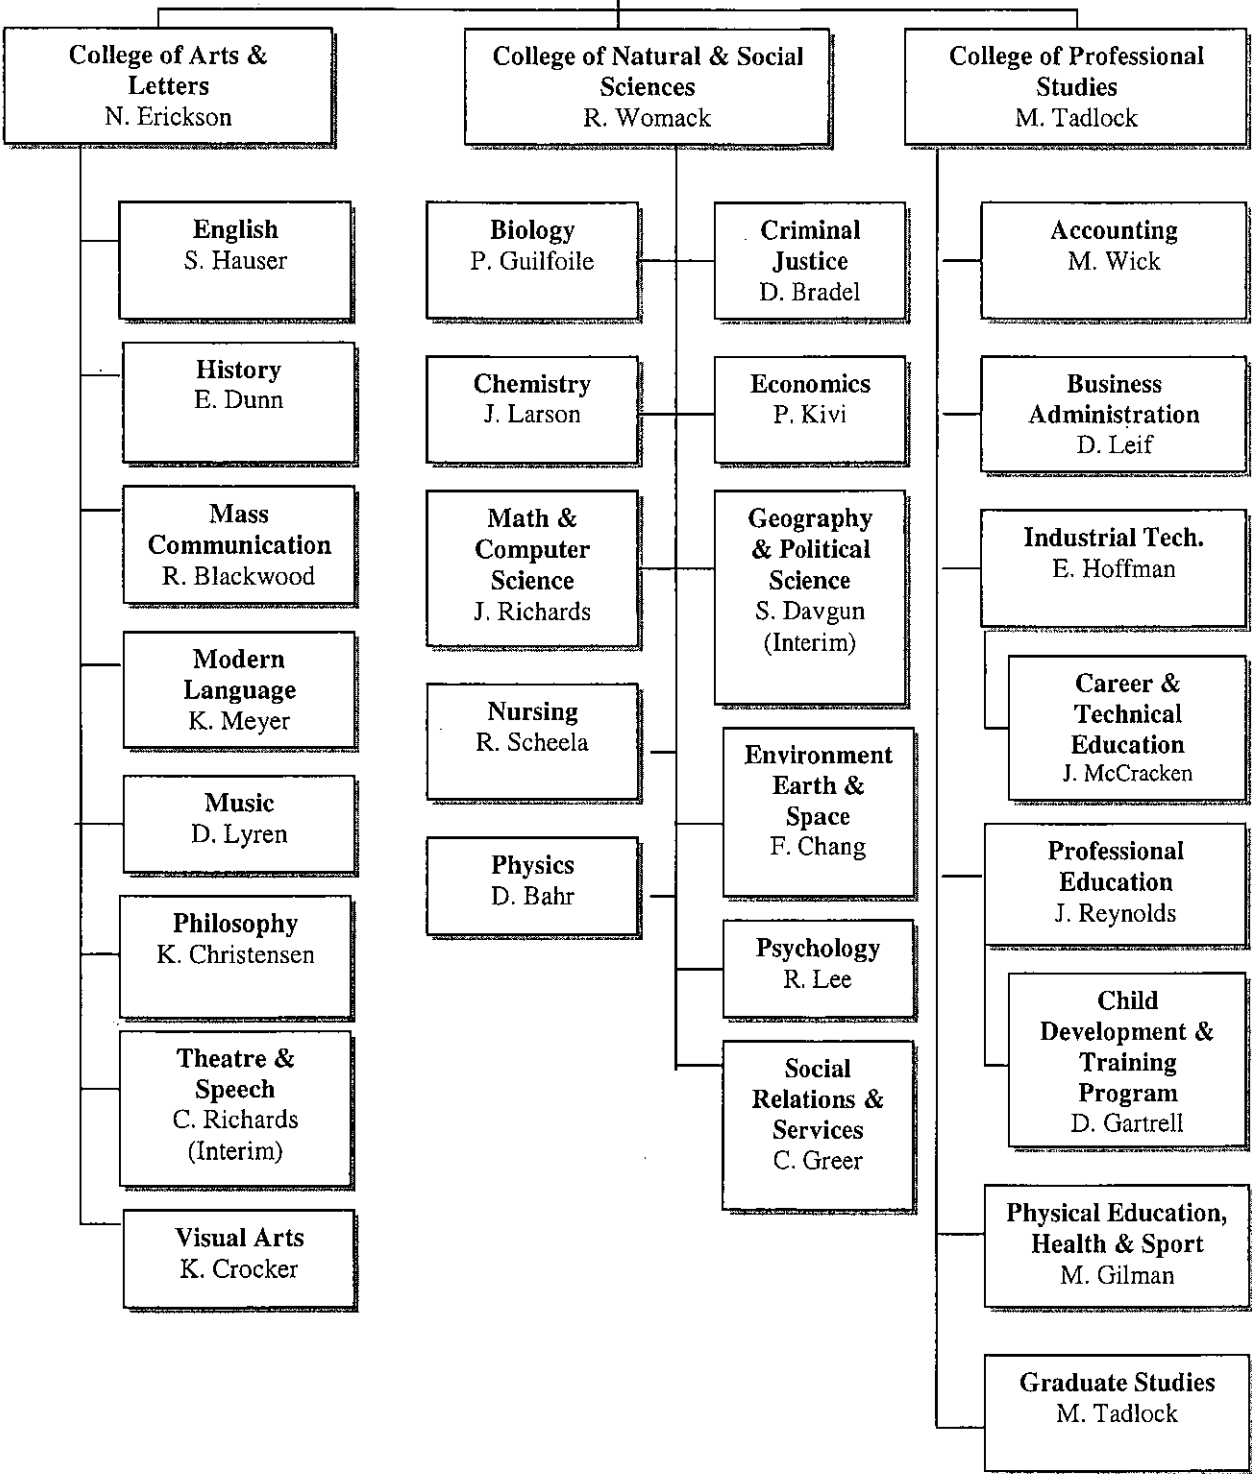 College of Arts &
Letters
N. Erickson
College of Natural & Social
Sciences
R. Womack
College of Professional
Studies
M. Tadlock
English
S. Hauser
History
E. Dunn
Mass
Communication
R. Blackwood
Modern
Language
K. Meyer
Music
D. Lyren
Philosophy
K. Christensen
Theatre &
Speech
C. Richards
(Interim)
Visual Arts
K. Crocker
Biology
P. Guilfoile
Chemistry
J. Larson
Math &
Computer
Science
J. Richards
Nursing
R. Scheela
Physics
D. Bahr
Criminal
Justice
D. Bradel
Economics
P. Kivi
Geography
& Political
Science
S. Davgun
(Interim)
Environment
Earth &
Space
F. Chang
Psychology
R. Lee
Social
Relations &
Services
C. Greer
Accounting
M. Wick
Business
Administration
D. Leif
Industrial Tech.
E. Hoffman
Career &
Technical
Education
J. McCracken
Professional
Education
J. Reynolds
Child
Development &
Training
Program
D. Gartrell
Physical Education,
Health & Sport
M. Gilman
Graduate Studies
M. Tadlock